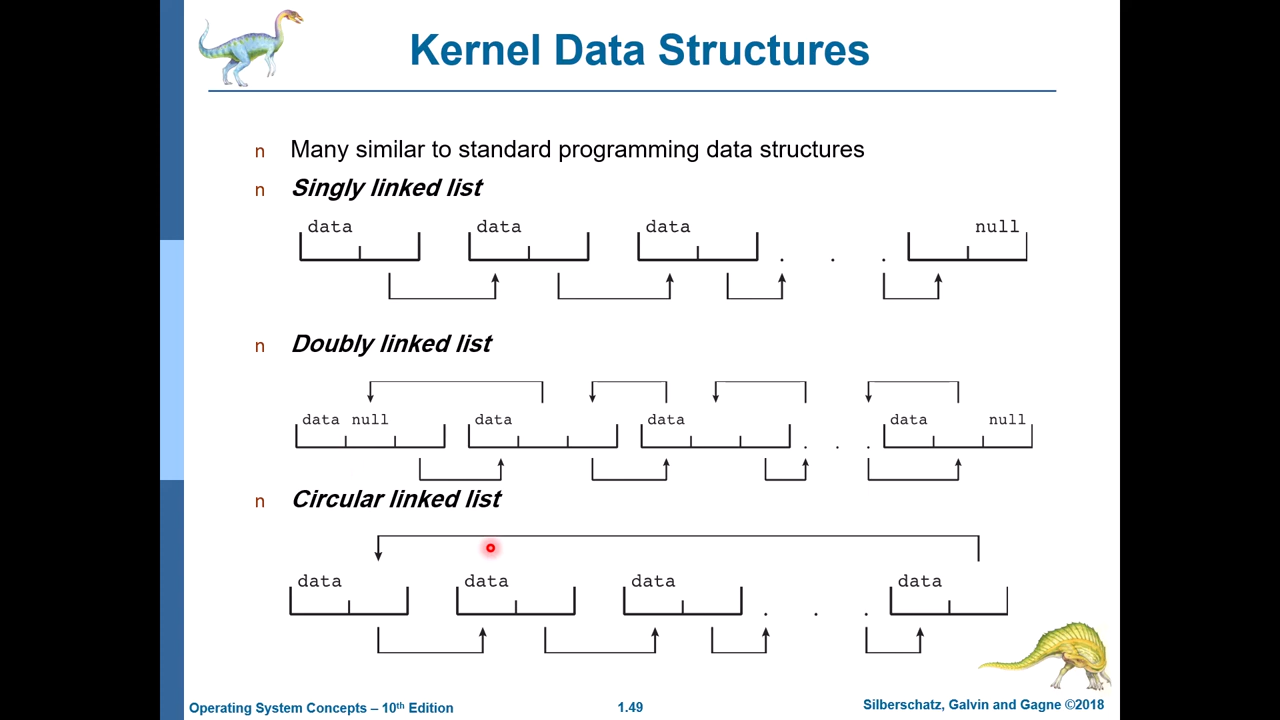 Kernel Data Structures
n Many similar to standard programming data structures
n Singly linked list
data data data null
. . .
n Doubly linked list
data null data data data null
. . .
n Circular linked list
data data data data
. . .
Operating System Concepts – 10th Edition 1.49 Silberschatz, Galvin and Gagne ©2018